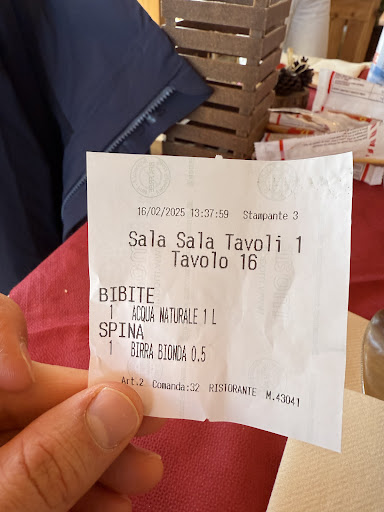 16/02/2025 13:37:59 Stampante 3
Sala Sala Tavoli 1
Tavolo 16
BIBITE
1 ACQUA NATURALE 1 L
SPINA
1 BIRRA BIONDA 0.5
Art.2 Comanda:32 RISTORANTE M.43041